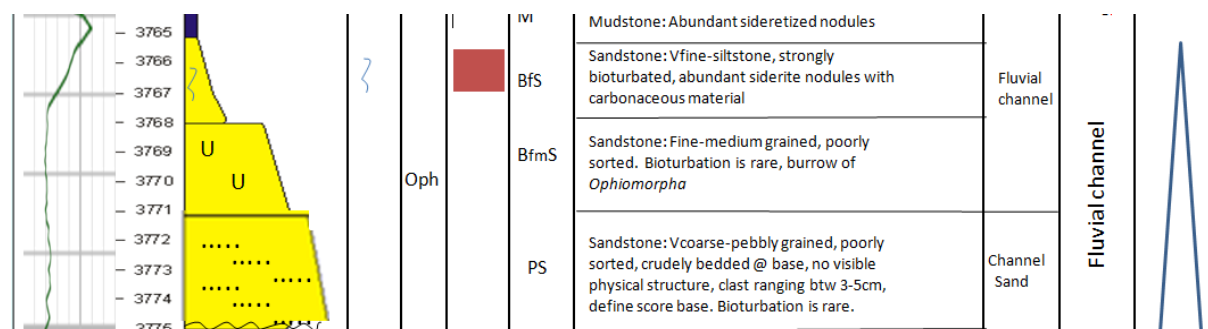 M
Mudstone: Abundant sideretized nodules
3765
3766
3767
3768
3769
3770
3771
3772
3773
3774
3775
U
U
Oph
BfS
Sandstone: Vfine-siltstone, strongly
bioturbated, abundant siderite nodules with
carbonaceous material
Fluvial
channel
BfmS
Sandstone: Fine-medium grained, poorly
sorted. Bioturbation is rare, burrow of
Ophiomorpha
PS
Sandstone: Vcoarse-pebbly grained, poorly
sorted, crudely bedded @ base, no visible
physical structure, clast ranging btw 3-5cm,
define score base. Bioturbation is rare.
Channel
Sand
Fluvial channel